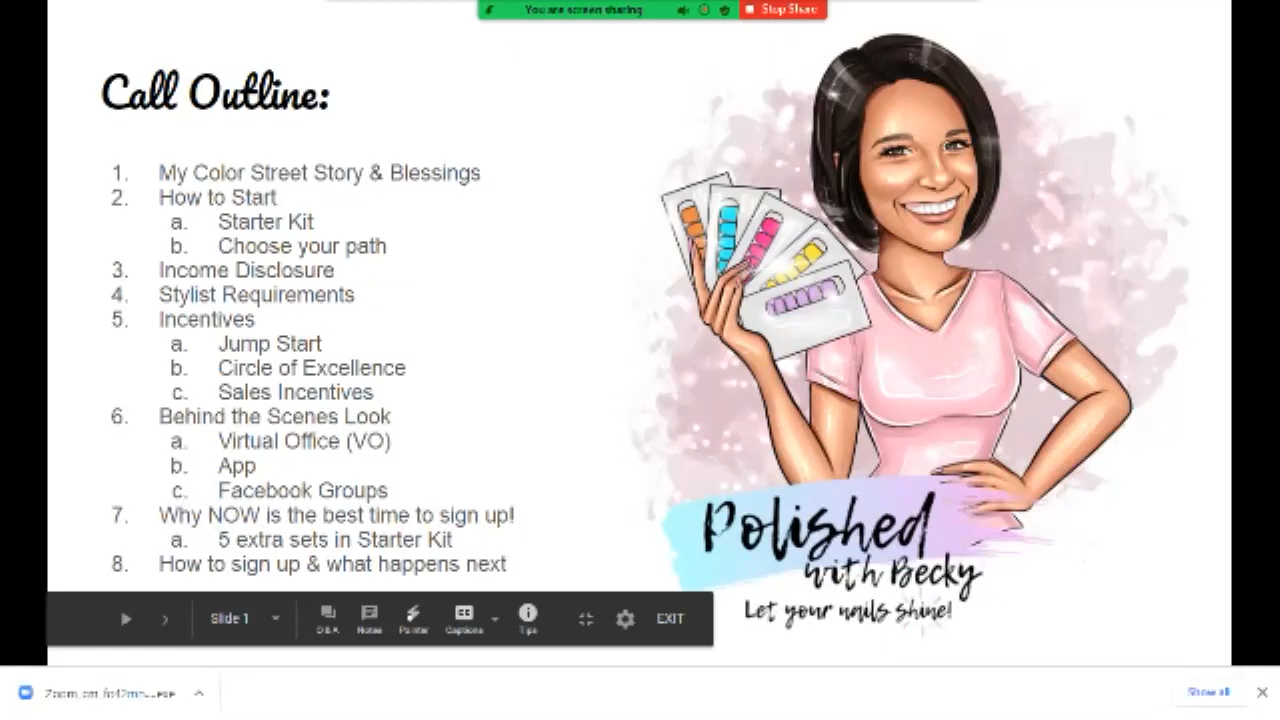 You are screen sharing
Stop Share
Call Outline:
1. My Color Street Story & Blessings
2. How to Start
a. Starter Kit
b. Choose your path
3. Income Disclosure
4. Stylist Requirements
5. Incentives
a. Jump Start
b. Circle of Excellence
c. Sales Incentives
6. Behind the Scenes Look
a. Virtual Office (VO)
b. App
c. Facebook Groups
7. Why NOW is the best time to sign up!
a. 5 extra sets in Starter Kit
8. How to sign up & what happens next
Polished
with Becky
Let your nails shine!
Slide 1
Q&A
Notes
Pointer
Captions
Tips
EXIT
Show all